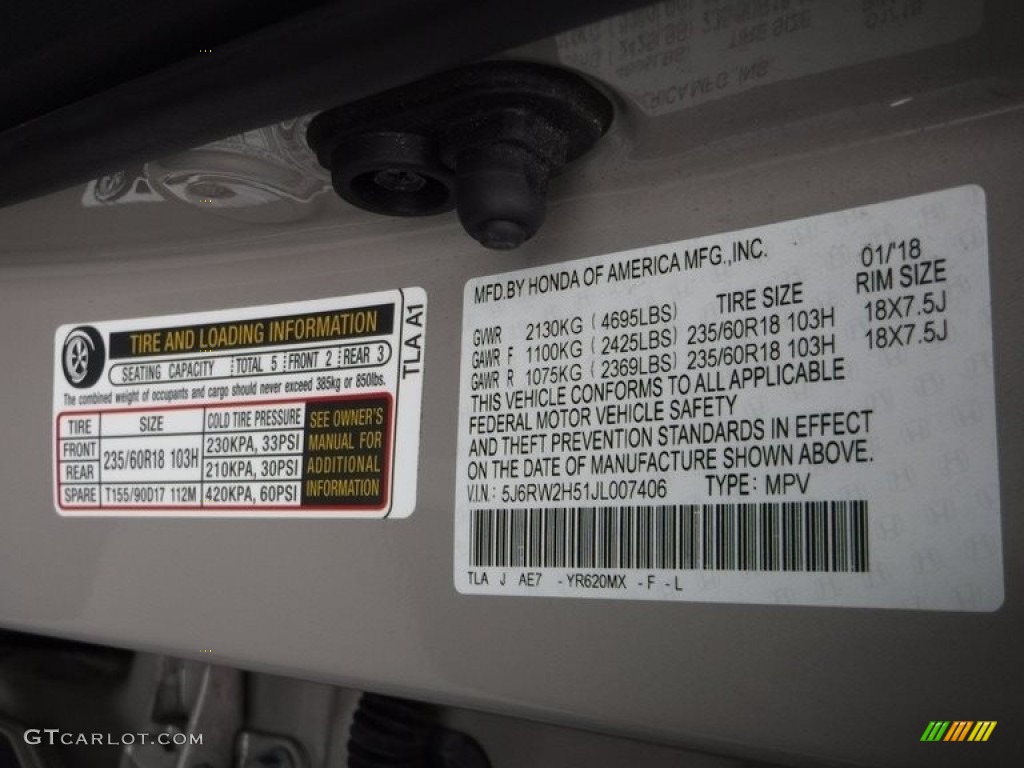 TIRE AND LOADING INFORMATION
SEATING CAPACITY TOTAL 5 FRONT 2 REAR 3
The combined weight of occupants and cargo should never exceed 385kg or 850lbs.
TIRE SIZE COLD TIRE PRESSURE
FRONT 235/60R18 103H 230KPA, 33PSI
REAR 210KPA, 30PSI
SPARE T155/90D17 112M 420KPA, 60PSI
SEE OWNER'S
MANUAL FOR
ADDITIONAL
INFORMATION
TLA A1
MFD.BY HONDA OF AMERICA MFG.,INC. 01/'18
TIRE SIZE RIM SIZE
GVWR 2130KG (4695LBS)
GAWR F 1100KG (2425LBS) 235/60R18 103H 18X7.5J
GAWR R 1075KG (2369LBS) 235/60R18 103H 18X7.5J
THIS VEHICLE CONFORMS TO ALL APPLICABLE
FEDERAL MOTOR VEHICLE SAFETY
AND THEFT PREVENTION STANDARDS IN EFFECT
ON THE DATE OF MANUFACTURE SHOWN ABOVE.
V.I.N.: 5J6RW2H51JL007406 TYPE: MPV
TLA J AE7 -YR620MX -F -L
GTCARLOT.COM